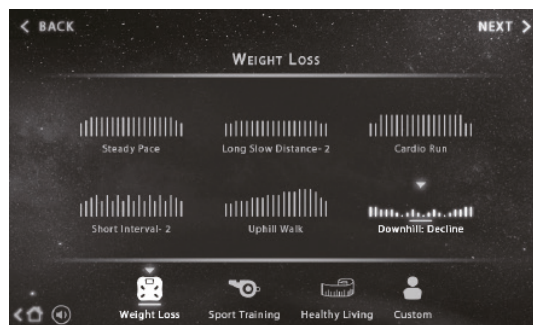 BACK
NEXT
WEIGHT LOSS
Steady Pace
Long Slow Distance- 2
Cardio Run
Short Interval- 2
Uphill Walk
Downhill: Decline
Weight Loss
Sport Training
Healthy Living
Custom